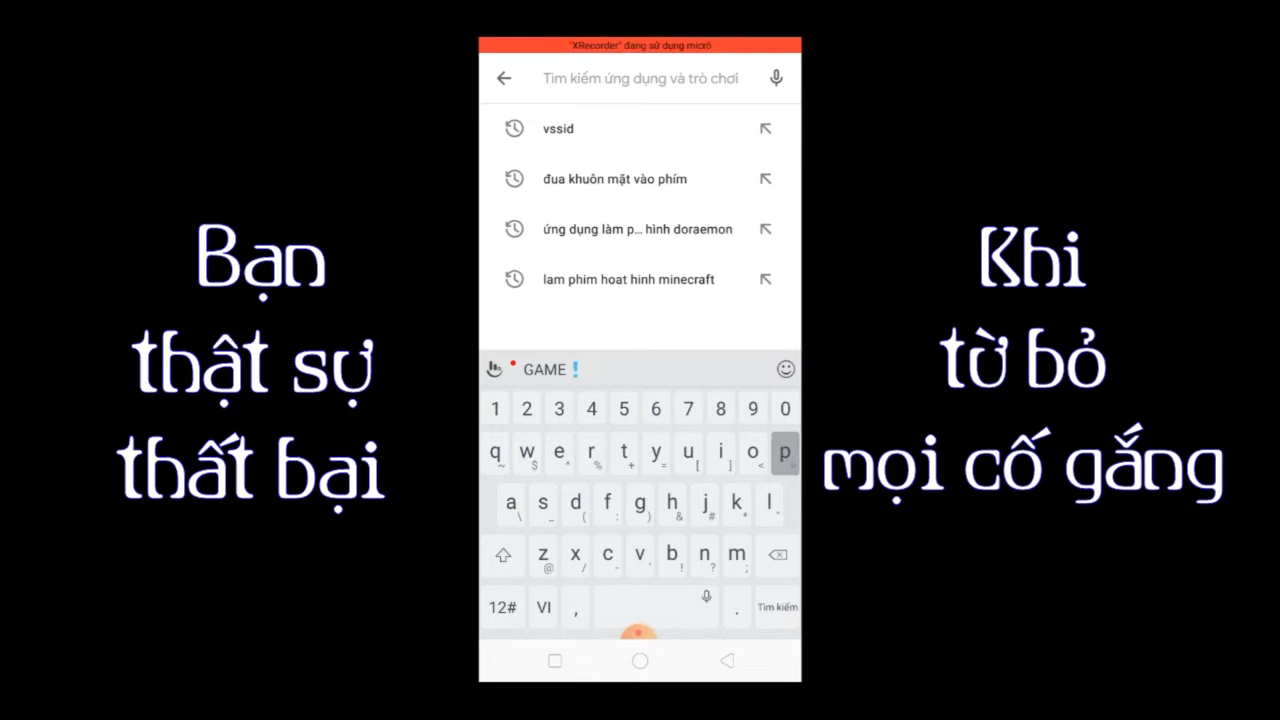 "XRecorder" đang sử dụng micrô
Tìm kiếm ứng dụng và trò chơi
vssid
đua khuôn mặt vào phím
ứng dụng làm p... hình doraemon
lam phim hoat hinh minecraft
Bạn
thật sự
thất bại
Khi
từ bỏ
mọi cố gắng
GAME❗
1 2 3 4 5 6 7 8 9 0
q w e r t y u i o p
~ $ ^ % + = [ ] < >
a s d f g h j k l
\ _ ( : ) & # *
z x c v b n m
@ / - ' ! ? ;
12# VI , . Tìm kiếm